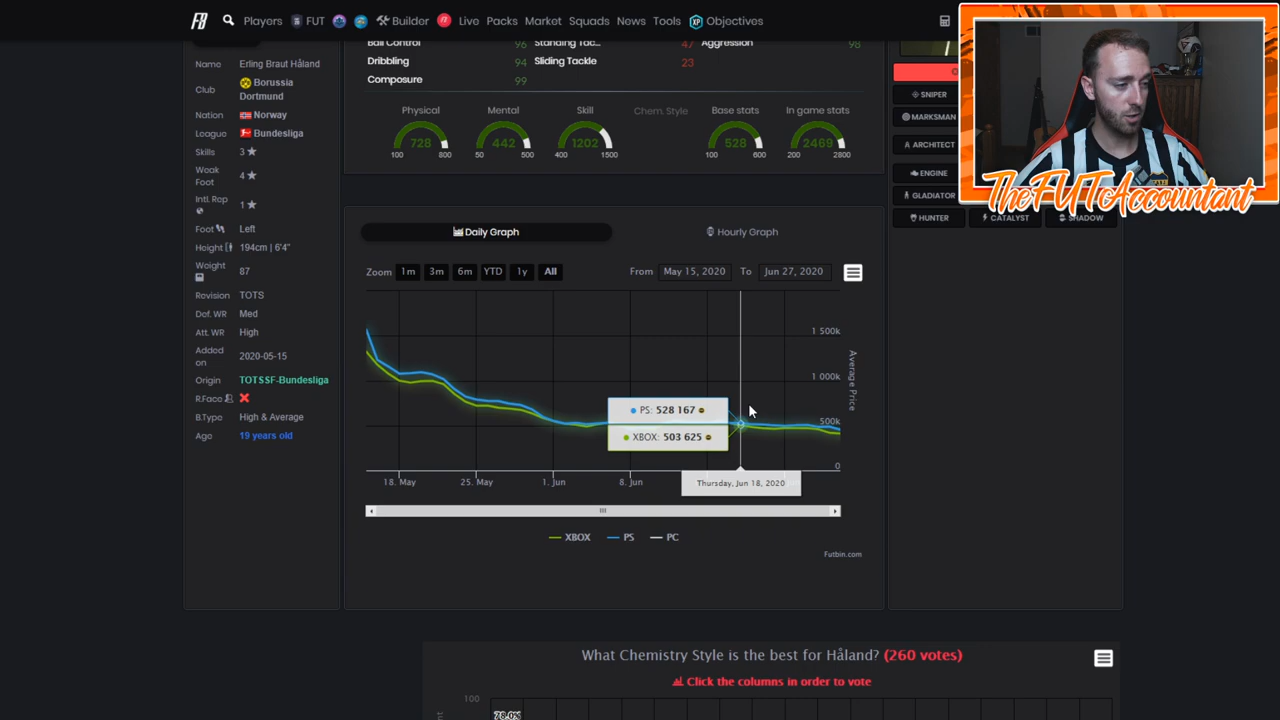 FB Players FUT Builder Live Packs Market Squads News Tools XP Objectives
Ball Control 96 Standing Tac... 47 Aggression 98
Dribbling 94 Sliding Tackle 23
Composure 99
Name Erling Braut Håland
Club Borussia Dortmund
Nation Norway
League Bundesliga
Skills 3 ★
Weak Foot 4 ★
Intl. Rep 1 ★
Foot Left
Height 194cm | 6'4"
Weight 87
Revision TOTS
Def. WR Med
Att. WR High
Added on 2020-05-15
Origin TOTSSF-Bundesliga
R.Face
B.Type High & Average
Age 19 years old
Physical Mental Skill Chem. Style Base stats In game stats
728 442 1202 528 2469
100 800 50 500 400 1500 100 600 200 2800
SNIPER
MARKSMAN
ARCHITECT
ENGINE
GLADIATOR
HUNTER CATALYST SHADOW
TheFUTAccountant
Daily Graph Hourly Graph
Zoom 1m 3m 6m YTD 1y All From May 15, 2020 To Jun 27, 2020
1 500k
1 000k
500k
0
Average Price
PS: 528 167
XBOX: 503 625
18. May 25. May 1. Jun 8. Jun Thursday, Jun 18, 2020
XBOX PS PC
Futbin.com
What Chemistry Style is the best for Håland? (260 votes)
Click the columns in order to vote
100
78.0%